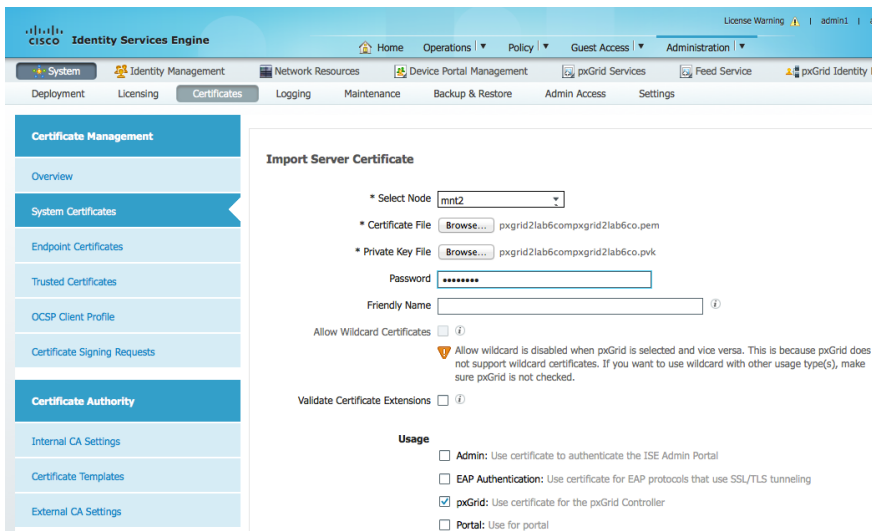 License Warning | admin1 |
CISCO Identity Services Engine
Home Operations | Policy | Guest Access | Administration |
System Identity Management Network Resources Device Portal Management pxGrid Services Feed Service pxGrid Identity
Deployment Licensing Certificates Logging Maintenance Backup & Restore Admin Access Settings
Certificate Management
Overview
System Certificates
Endpoint Certificates
Trusted Certificates
OCSP Client Profile
Certificate Signing Requests
Certificate Authority
Internal CA Settings
Certificate Templates
External CA Settings
Import Server Certificate
* Select Node mnt2
* Certificate File Browse... pxgrid2lab6compxgrid2lab6co.pem
* Private Key File Browse... pxgrid2lab6compxgrid2lab6co.pvk
Password ••••••••
Friendly Name
Allow Wildcard Certificates
Allow wildcard is disabled when pxGrid is selected and vice versa. This is because pxGrid does
not support wildcard certificates. If you want to use wildcard with other usage type(s), make
sure pxGrid is not checked.
Validate Certificate Extensions
Usage
Admin: Use certificate to authenticate the ISE Admin Portal
EAP Authentication: Use certificate for EAP protocols that use SSL/TLS tunneling
pxGrid: Use certificate for the pxGrid Controller
Portal: Use for portal